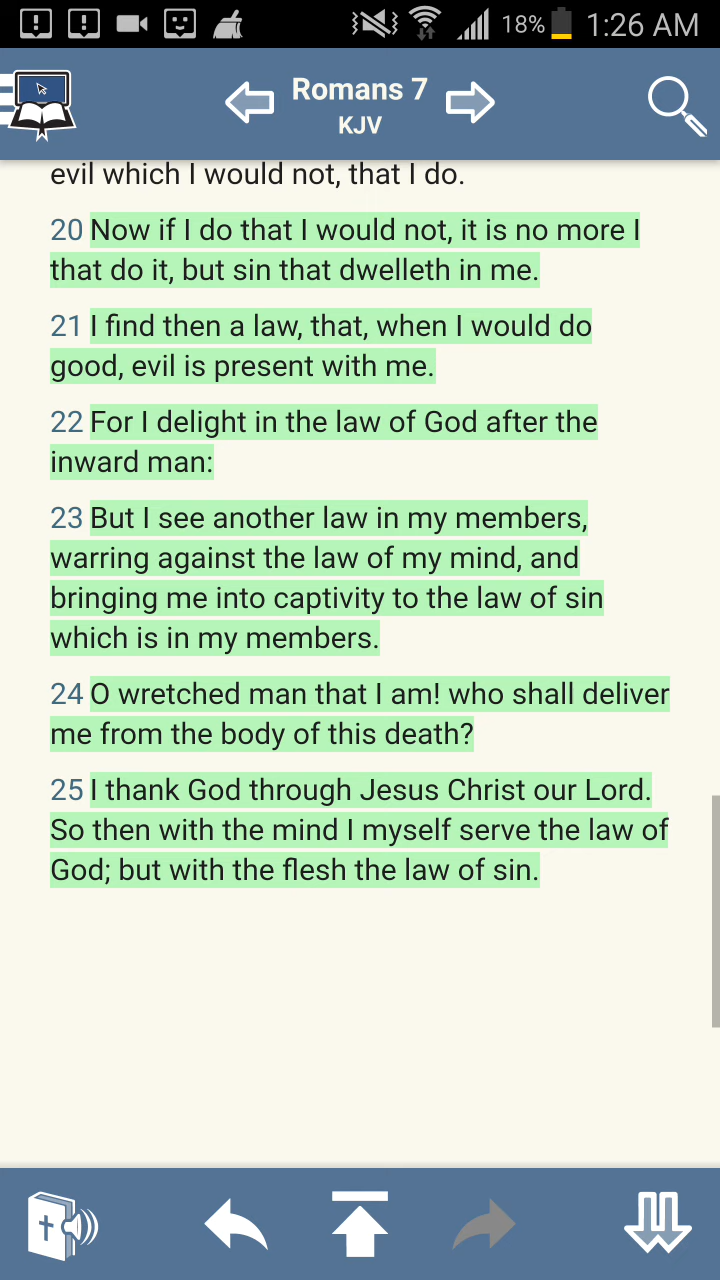 18% 1:26 AM
Romans 7
KJV
evil which I would not, that I do.
20 Now if I do that I would not, it is no more I
that do it, but sin that dwelleth in me.
21 I find then a law, that, when I would do
good, evil is present with me.
22 For I delight in the law of God after the
inward man:
23 But I see another law in my members,
warring against the law of my mind, and
bringing me into captivity to the law of sin
which is in my members.
24 O wretched man that I am! who shall deliver
me from the body of this death?
25 I thank God through Jesus Christ our Lord.
So then with the mind I myself serve the law of
God; but with the flesh the law of sin.